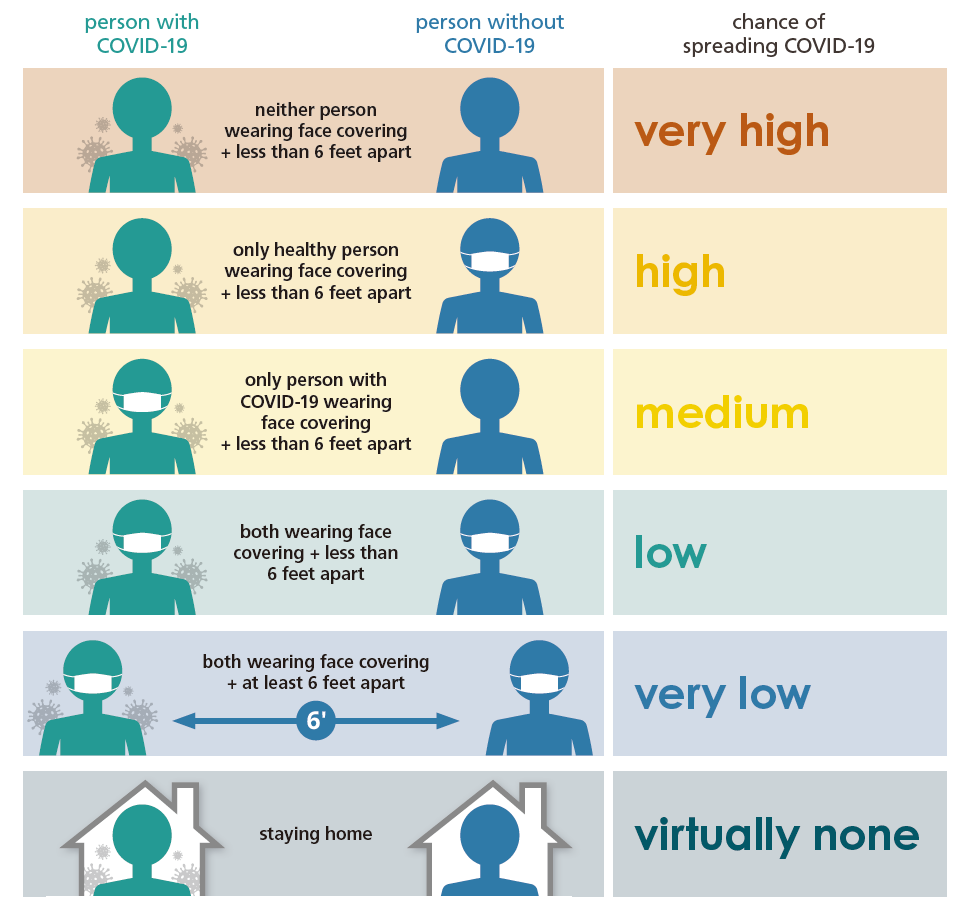 person with
COVID-19
person without
COVID-19
chance of
spreading COVID-19
neither person
wearing face covering
+ less than 6 feet apart
very high
only healthy person
wearing face covering
+ less than 6 feet apart
high
only person with
COVID-19 wearing
face covering
+ less than 6 feet apart
medium
both wearing face
covering + less than
6 feet apart
low
both wearing face covering
+ at least 6 feet apart
6'
very low
staying home
virtually none